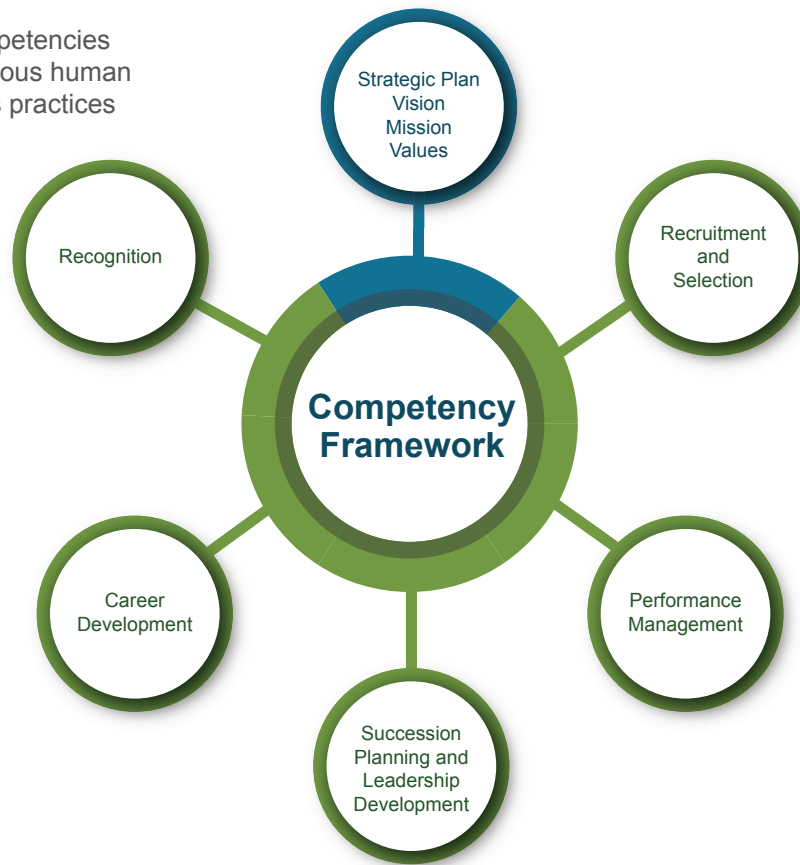 petencies
ous human
s practices
Strategic Plan
Vision
Mission
Values
Recognition
Recruitment
and
Selection
Competency
Framework
Career
Development
Performance
Management
Succession
Planning and
Leadership
Development